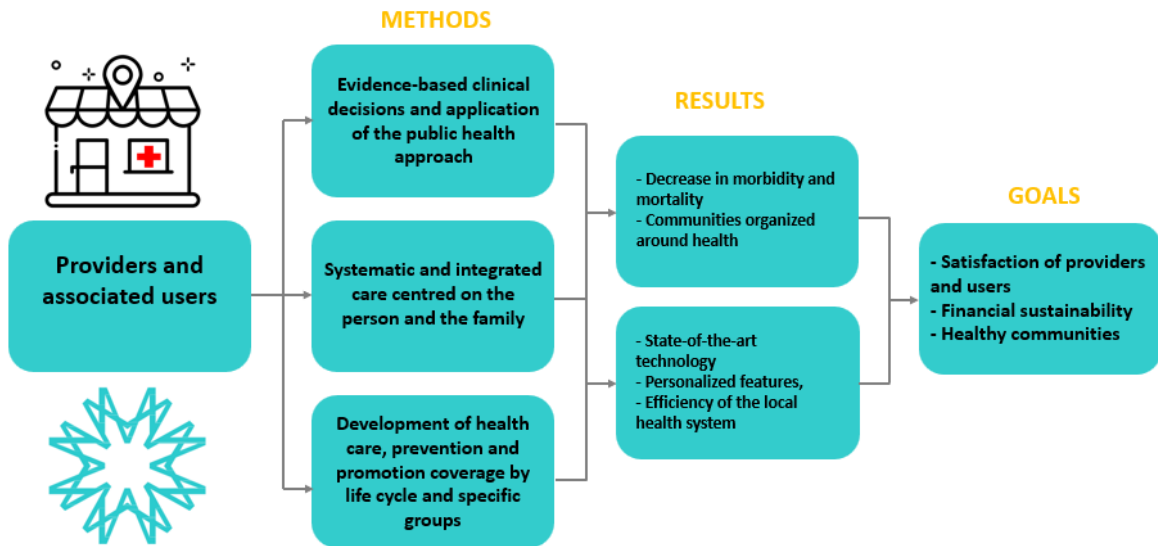 METHODS
Evidence-based clinical
decisions and application
of the public health
approach
RESULTS
- Decrease in morbidity and
mortality
- Communities organized
around health
GOALS
Providers and
associated users
Systematic and integrated
care centred on the
person and the family
- Satisfaction of providers
and users
- Financial sustainability
- Healthy communities
- State-of-the-art
technology
- Personalized features,
- Efficiency of the local
health system
Development of health
care, prevention and
promotion coverage by
life cycle and specific
groups